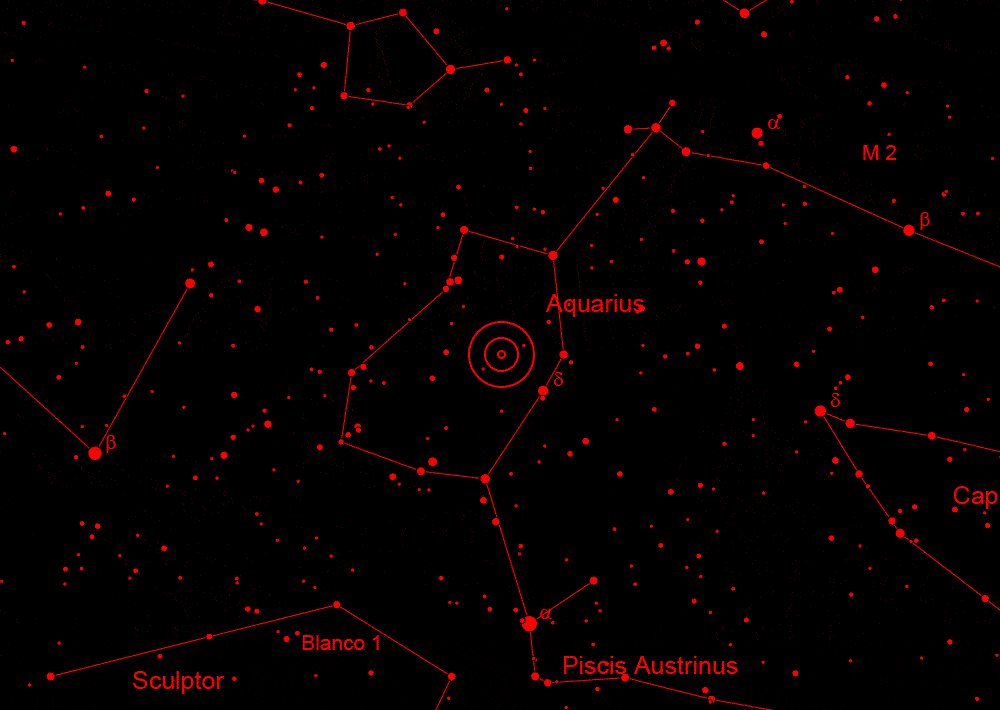 α
M 2
β
Aquarius
δ
δ
β
Cap
α
Blanco 1
Piscis Austrinus
Sculptor